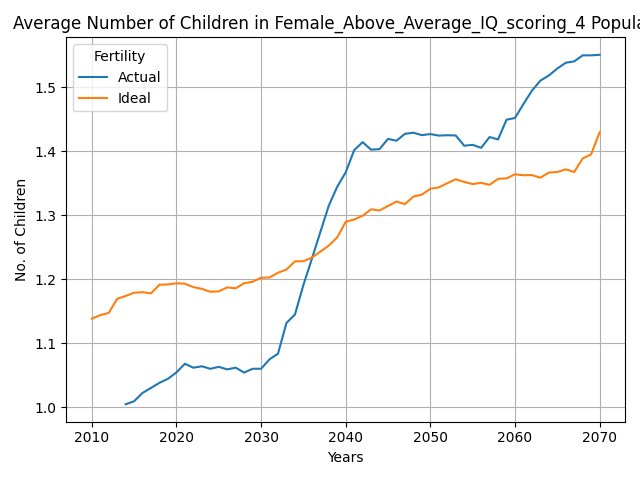 Average Number of Children in Female_Above_Average_IQ_scoring_4 Popula
Fertility
Actual
Ideal
No. of Children
1.5
1.4
1.3
1.2
1.1
1.0
2010 2020 2030 2040 2050 2060 2070
Years